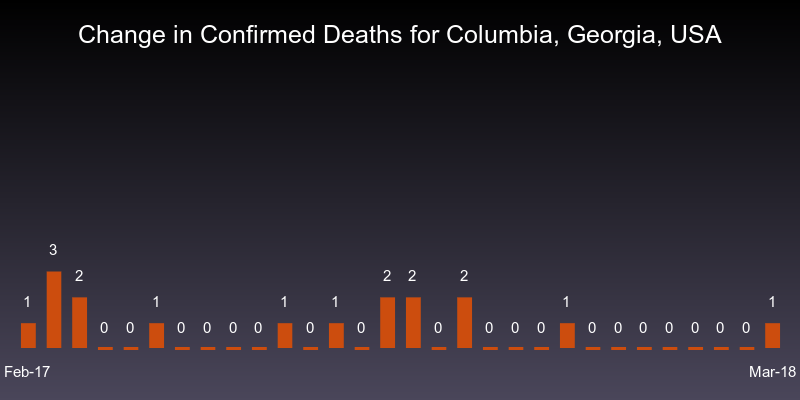 Change in Confirmed Deaths for Columbia, Georgia, USA
1 3 2 0 0 1 0 0 0 0 1 0 1 0 2 2 0 2 0 0 0 1 0 0 0 0 0 0 0 1
Feb-17 Mar-18